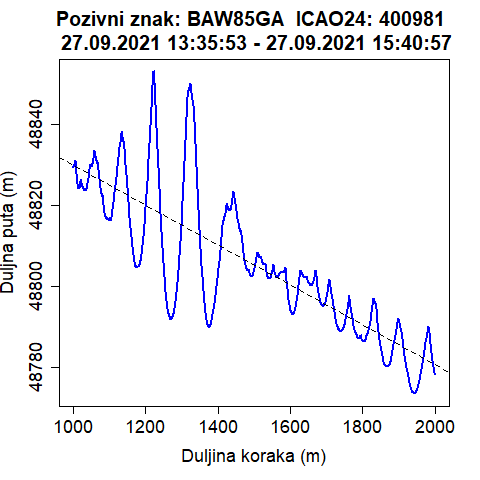 Pozivni znak: BAW85GA  ICAO24: 400981
27.09.2021 13:35:53 - 27.09.2021 15:40:57
Duljna puta (m)
48840
48820
48800
48780
1000 1200 1400 1600 1800 2000
Duljina koraka (m)